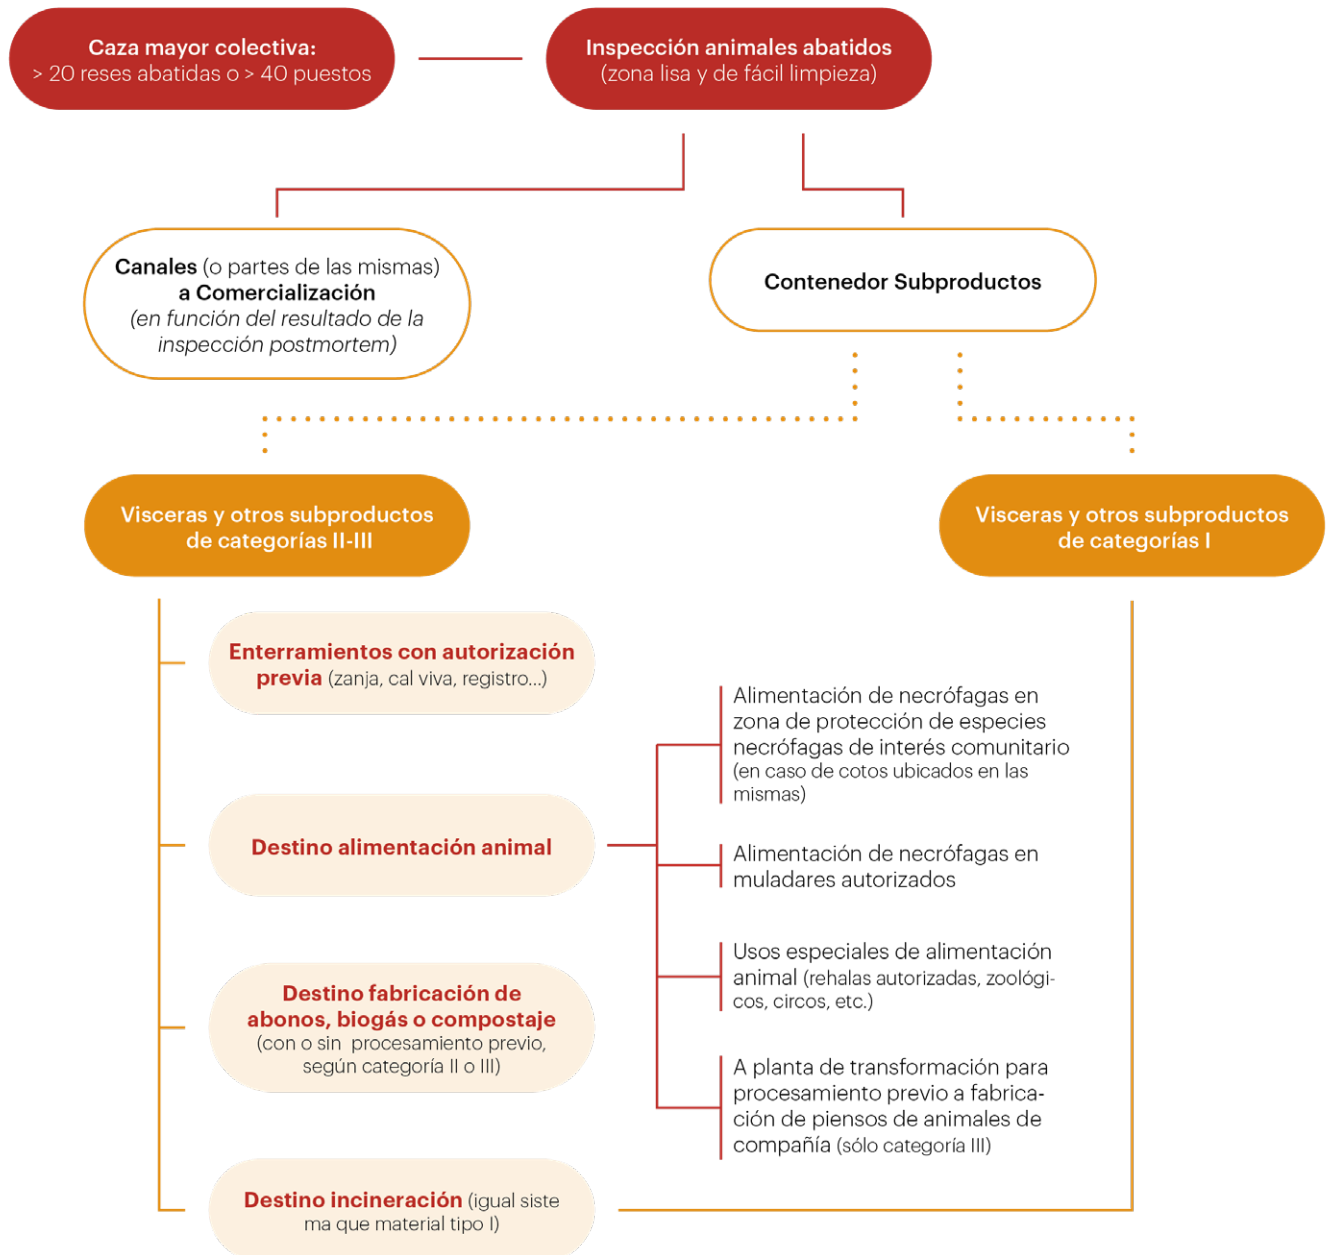 Caza mayor colectiva:
> 20 reses abatidas o > 40 puestos
Inspección animales abatidos
(zona lisa y de fácil limpieza)
Canales (o partes de las mismas)
a Comercialización
(en función del resultado de la
inspección postmortem)
Contenedor Subproductos
Visceras y otros subproductos
de categorías II-III
Visceras y otros subproductos
de categorías I
Enterramientos con autorización
previa (zanja, cal viva, registro...)
Destino alimentación animal
Alimentación de necrófagas en
zona de protección de especies
necrófagas de interés comunitario
(en caso de cotos ubicados en las
mismas)
Alimentación de necrófagas en
muladares autorizados
Usos especiales de alimentación
animal (rehalas autorizadas, zoológi-
cos, circos, etc.)
A planta de transformación para
procesamiento previo a fabrica-
ción de piensos de animales de
compañía (sólo categoría III)
Destino fabricación de
abonos, biogás o compostaje
(con o sin procesamiento previo,
según categoría II o III)
Destino incineración (igual siste
ma que material tipo I)